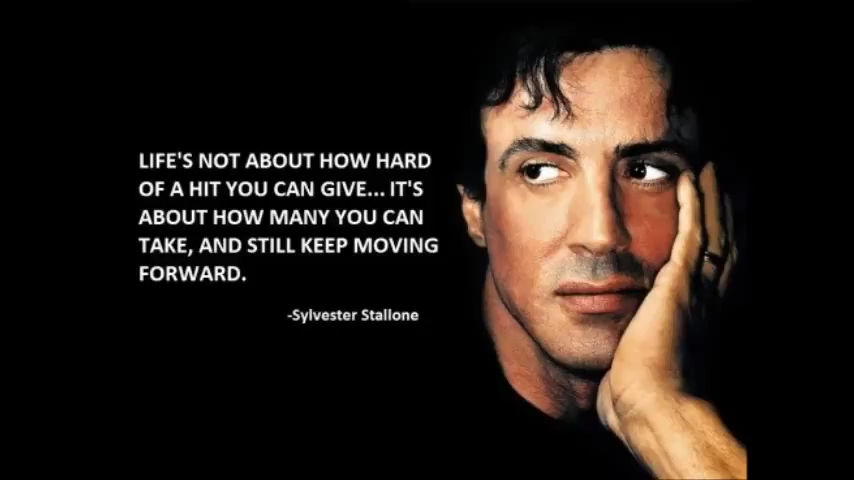 LIFE'S NOT ABOUT HOW HARD
OF A HIT YOU CAN GIVE... IT'S
ABOUT HOW MANY YOU CAN
TAKE, AND STILL KEEP MOVING
FORWARD.
-Sylvester Stallone